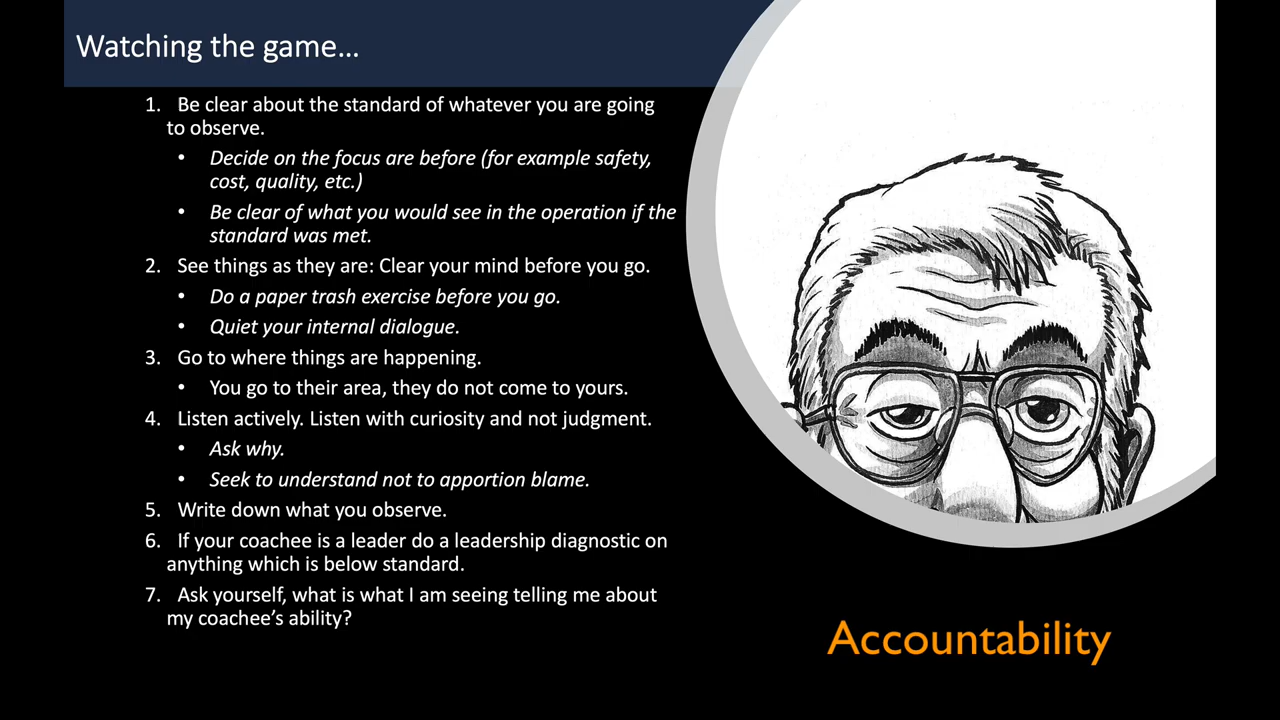 Watching the game...
1. Be clear about the standard of whatever you are going
to observe.
• Decide on the focus are before (for example safety,
cost, quality, etc.)
• Be clear of what you would see in the operation if the
standard was met.
2. See things as they are: Clear your mind before you go.
• Do a paper trash exercise before you go.
• Quiet your internal dialogue.
3. Go to where things are happening.
• You go to their area, they do not come to yours.
4. Listen actively. Listen with curiosity and not judgment.
• Ask why.
• Seek to understand not to apportion blame.
5. Write down what you observe.
6. If your coachee is a leader do a leadership diagnostic on
anything which is below standard.
7. Ask yourself, what is what I am seeing telling me about
my coachee’s ability?
Accountability